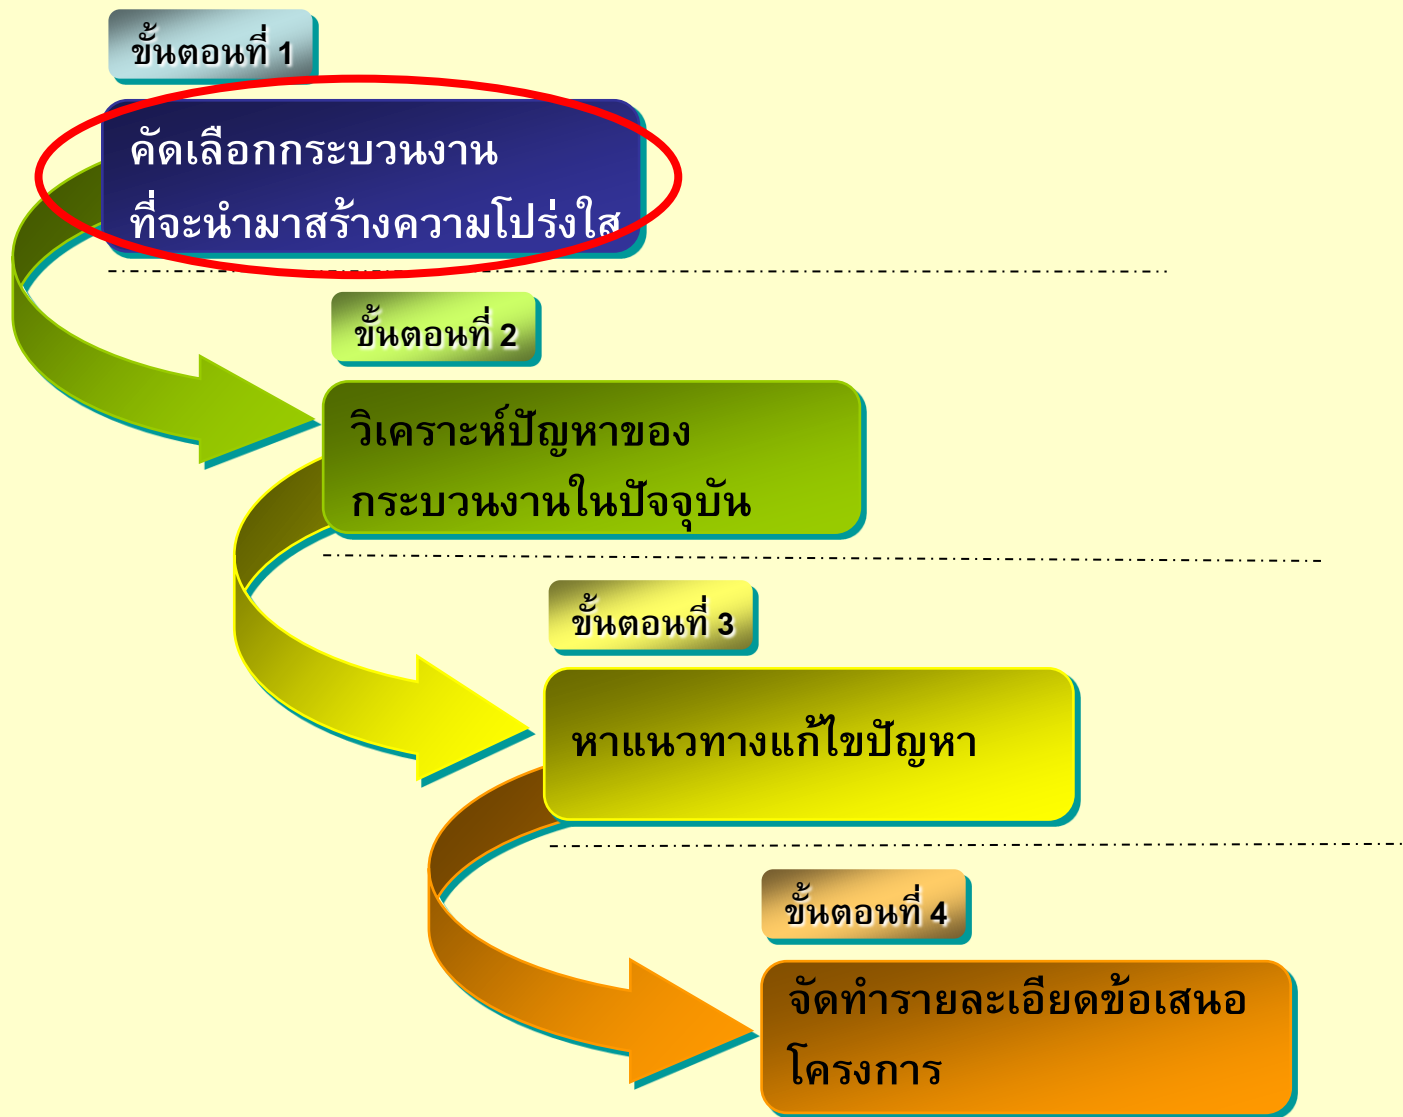 ขั้นตอนที่ 1
คัดเลือกกระบวนงาน
ที่จะนำมาสร้างความโปร่งใส
ขั้นตอนที่ 2
วิเคราะห์ปัญหาของ
กระบวนงานในปัจจุบัน
ขั้นตอนที่ 3
หาแนวทางแก้ไขปัญหา
ขั้นตอนที่ 4
จัดทำรายละเอียดข้อเสนอ
โครงการ